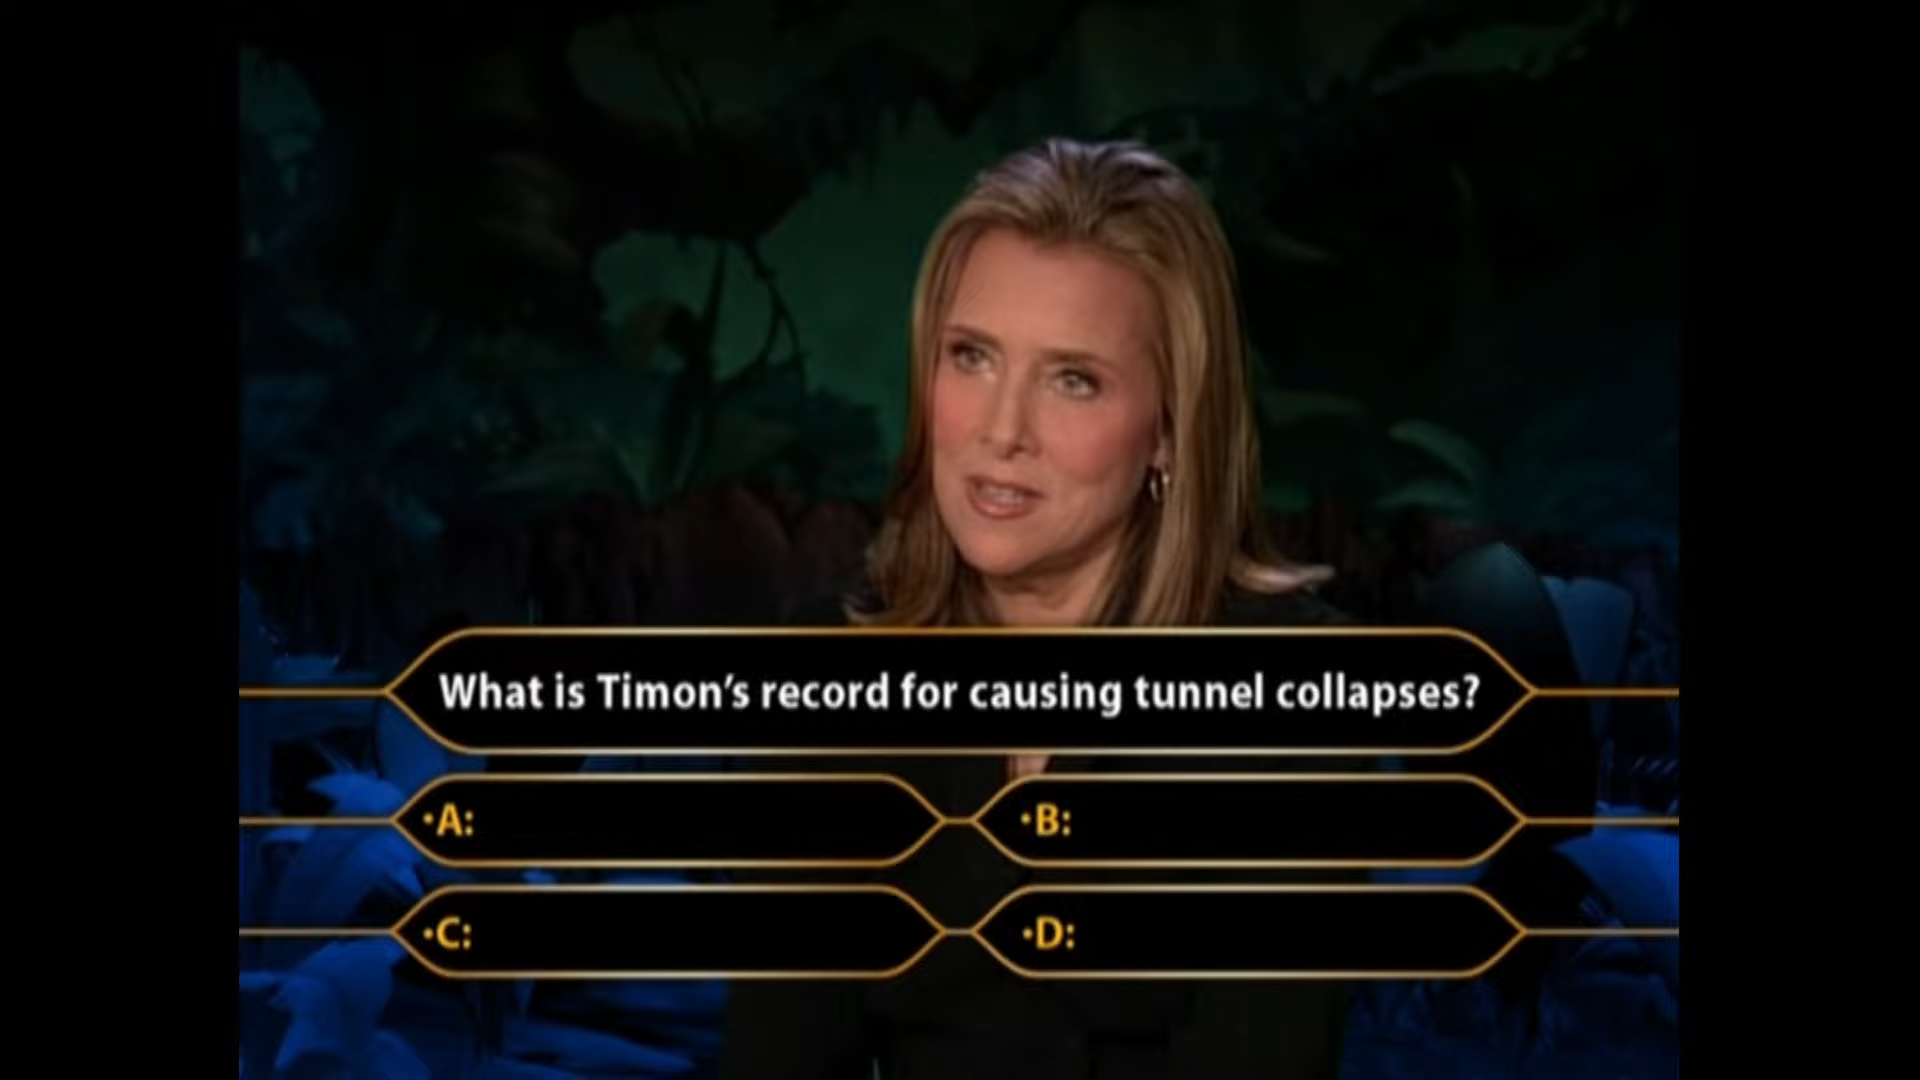 What is Timon's record for causing tunnel collapses?
•A:
•B:
•C:
•D: